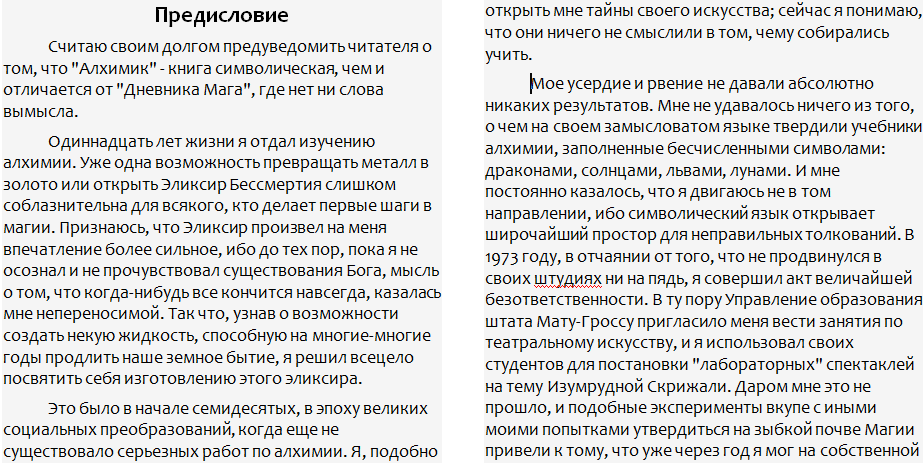 Предисловие
Считаю своим долгом предуведомить читателя о
том, что "Алхимик" - книга символическая, чем и
отличается от "Дневника Мага", где нет ни слова
вымысла.
Одиннадцать лет жизни я отдал изучению
алхимии. Уже одна возможность превращать металл в
золото или открыть Эликсир Бессмертия слишком
соблазнительна для всякого, кто делает первые шаги в
магии. Признаюсь, что Эликсир произвел на меня
впечатление более сильное, ибо до тех пор, пока я не
осознал и не прочувствовал существования Бога, мысль
о том, что когда-нибудь все кончится навсегда, казалась
мне непереносимой. Так что, узнав о возможности
создать некую жидкость, способную на многие-многие
годы продлить наше земное бытие, я решил всецело
посвятить себя изготовлению этого эликсира.
Это было в начале семидесятых, в эпоху великих
социальных преобразований, когда еще не
существовало серьезных работ по алхимии. Я, подобно
открыть мне тайны своего искусства; сейчас я понимаю,
что они ничего не смыслили в том, чему собирались
учить.
Мое усердие и рвение не давали абсолютно
никаких результатов. Мне не удавалось ничего из того,
о чем на своем замысловатом языке твердили учебники
алхимии, заполненные бесчисленными символами:
драконами, солнцами, львами, лунами. И мне
постоянно казалось, что я двигаюсь не в том
направлении, ибо символический язык открывает
широчайший простор для неправильных толкований. В
1973 году, в отчаянии от того, что не продвинулся в
своих штудиях ни на пядь, я совершил акт величайшей
безответственности. В ту пору Управление образования
штата Мату-Гроссу пригласило меня вести занятия по
театральному искусству, и я использовал своих
студентов для постановки "лабораторных" спектаклей
на тему Изумрудной Скрижали. Даром мне это не
прошло, и подобные эксперименты вкупе с иными
моими попытками утвердиться на зыбкой почве Магии
привели к тому, что уже через год я мог на собственной